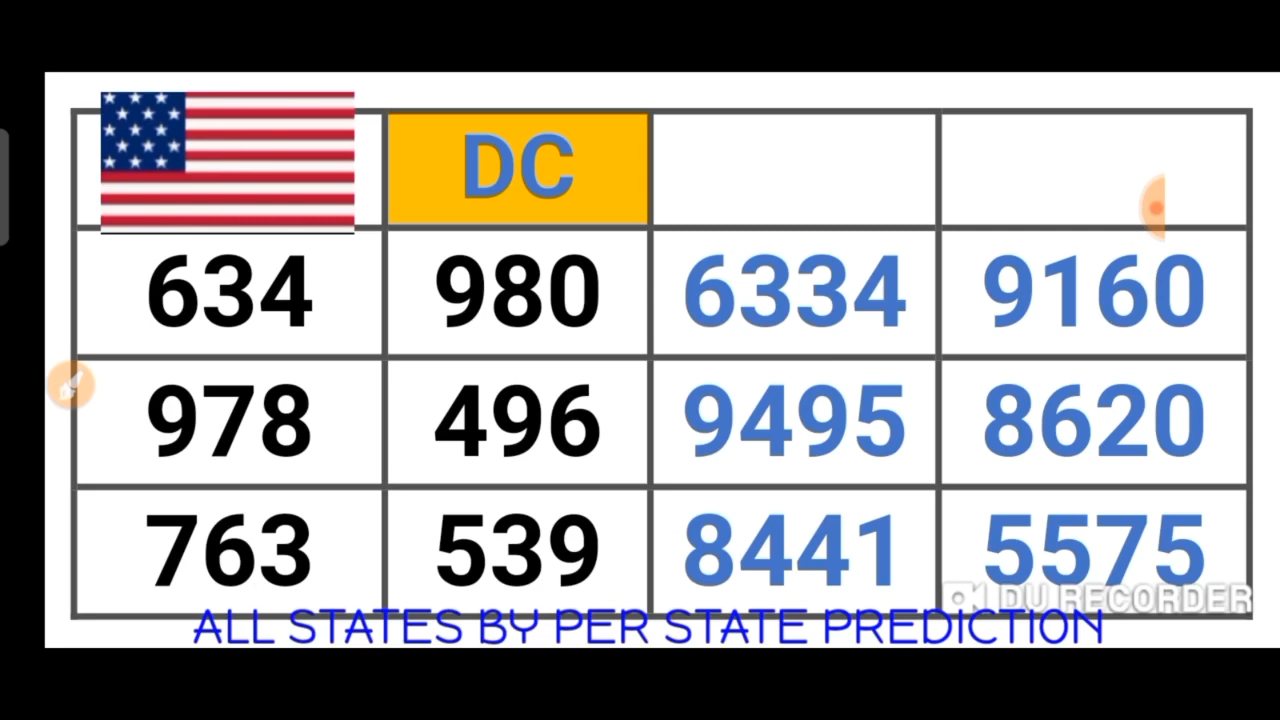 DC
634 980 6334 9160
978 496 9495 8620
763 539 8441 5575
DU RECORDER
ALL STATES BY PER STATE PREDICTION